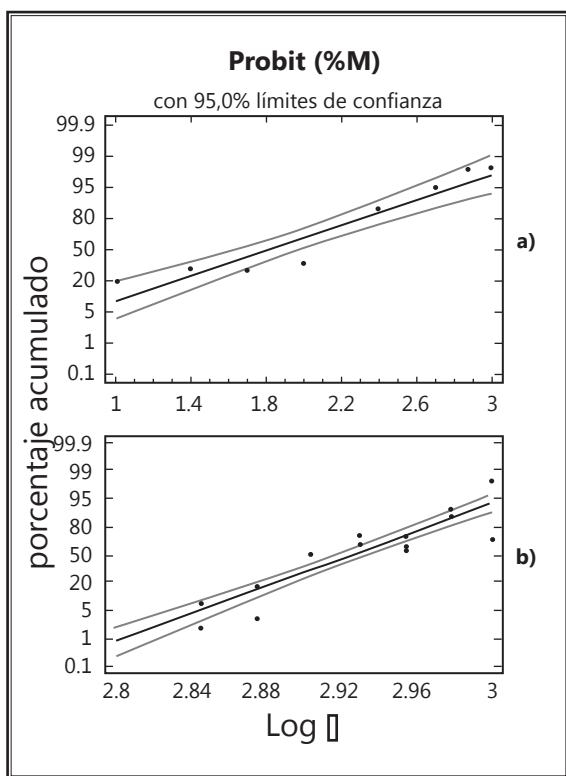 Probit (%M)
con 95,0% límites de confianza
porcentaje acumulado
99.9
99
95
80
50
20
5
1
0.1
1 1.4 1.8 2.2 2.6 3
a)
99.9
99
95
80
50
20
5
1
0.1
2.8 2.84 2.88 2.92 2.96 3
b)
Log []